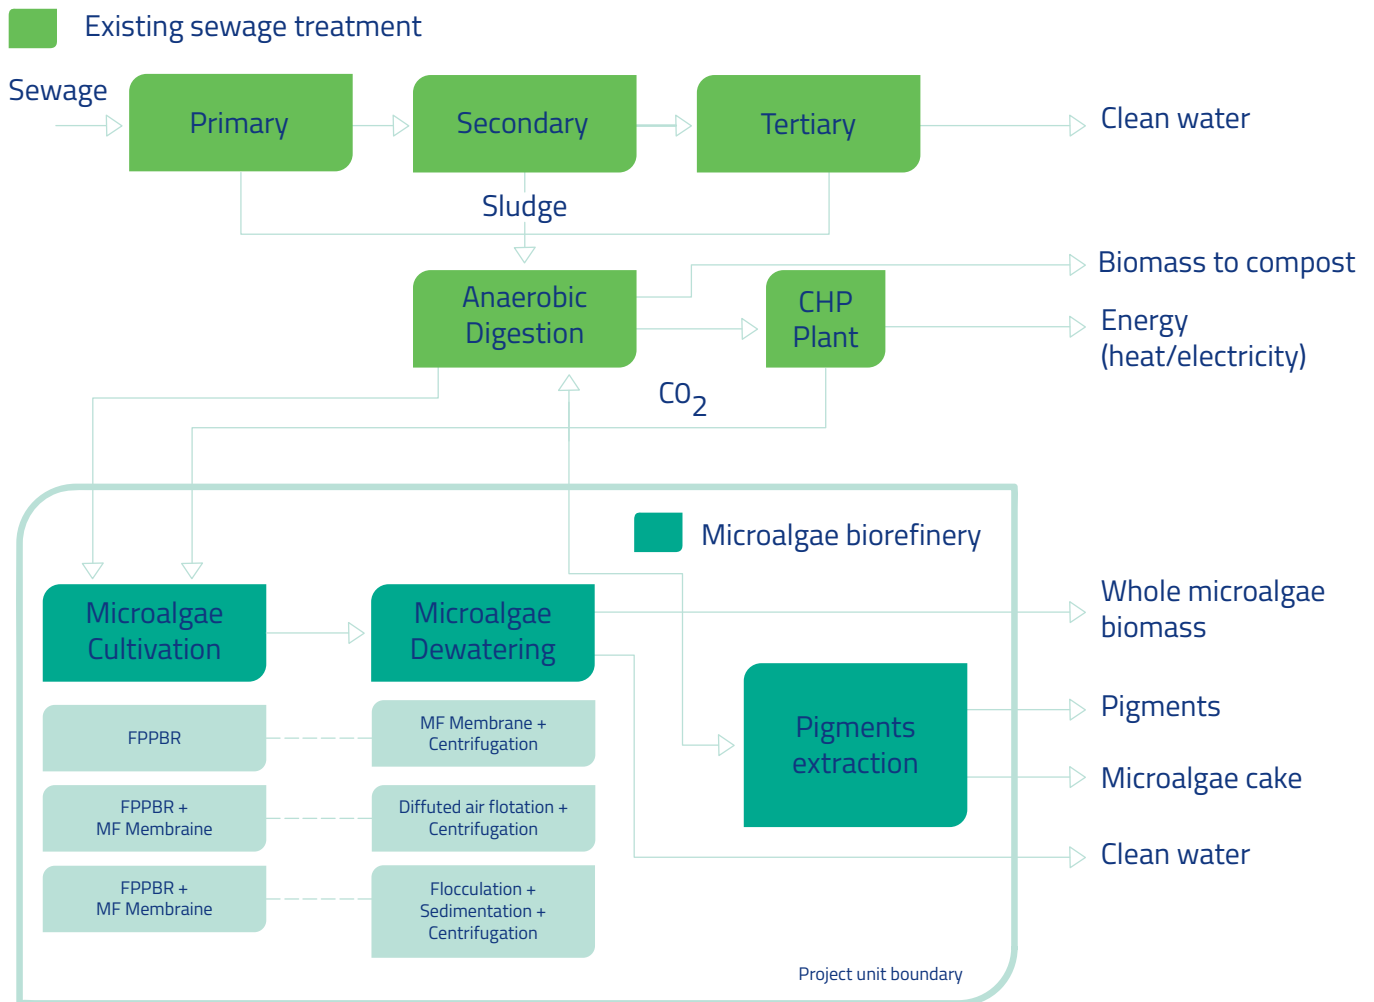 Existing sewage treatment
Sewage
Primary
Secondary
Tertiary
Clean water
Sludge
Anaerobic
Digestion
CHP
Plant
Biomass to compost
Energy
(heat/electricity)
CO2
Microalgae biorefinery
Microalgae
Cultivation
Microalgae
Dewatering
Whole microalgae
biomass
FPPBR
MF Membrane +
Centrifugation
Pigments
extraction
Pigments
Microalgae cake
FPPBR +
MF Membraine
Diffuted air flotation +
Centrifugation
Clean water
FPPBR +
MF Membraine
Flocculation +
Sedimentation +
Centrifugation
Project unit boundary